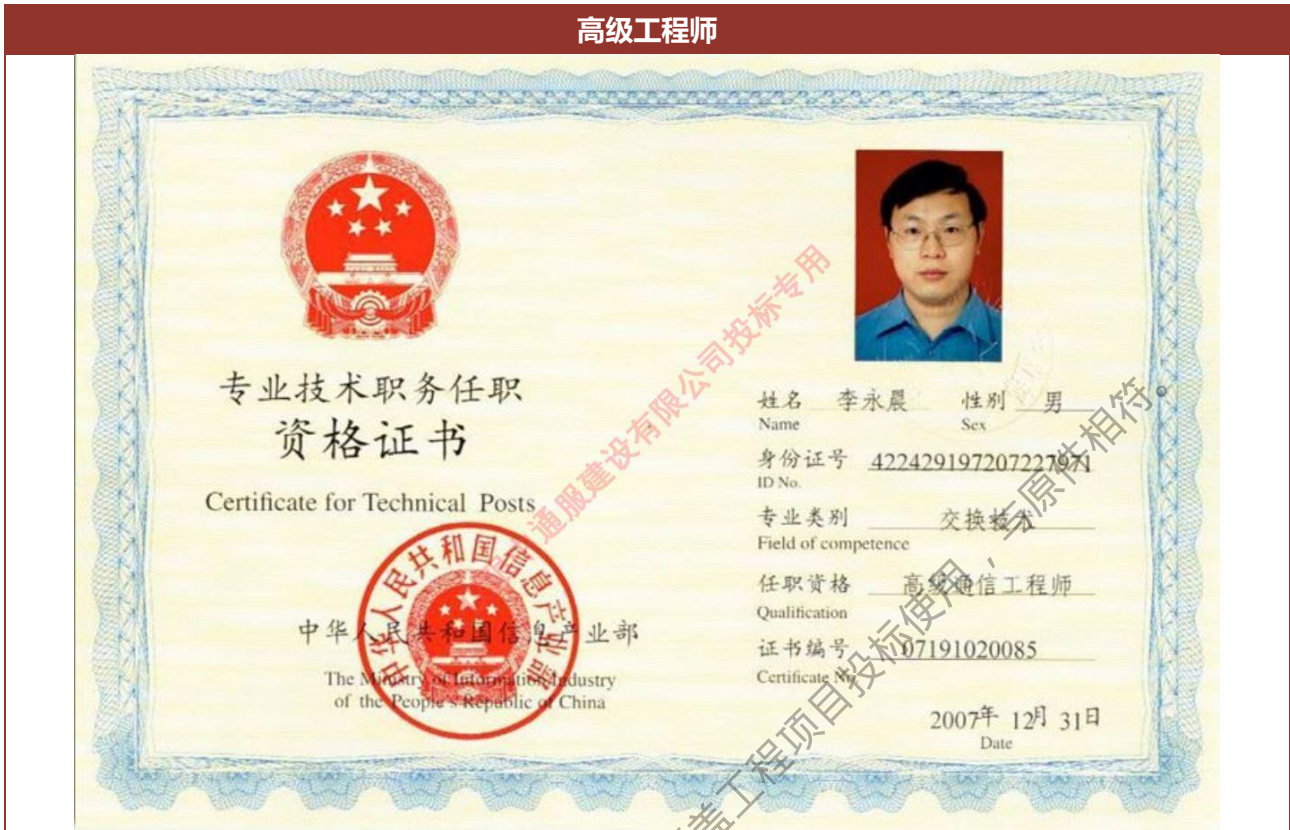 高级工程师
专业技术职务任职
资格证书
Certificate for Technical Posts
中华人民共和国信息产业部
The Ministry of Information Industry
of the People's Republic of China
中华人民共和国信息产业部
姓名 李永晨 性别 男
Name Sex
身份证号 422429197207227971
ID No.
专业类别 交换技术
Field of competence
任职资格 高级通信工程师
Qualification
证书编号 07191020085
Certificate No.
2007年 12月 31日
Date
通服建设有限公司投标专用
盖工程项目投标使用，与原件相符。